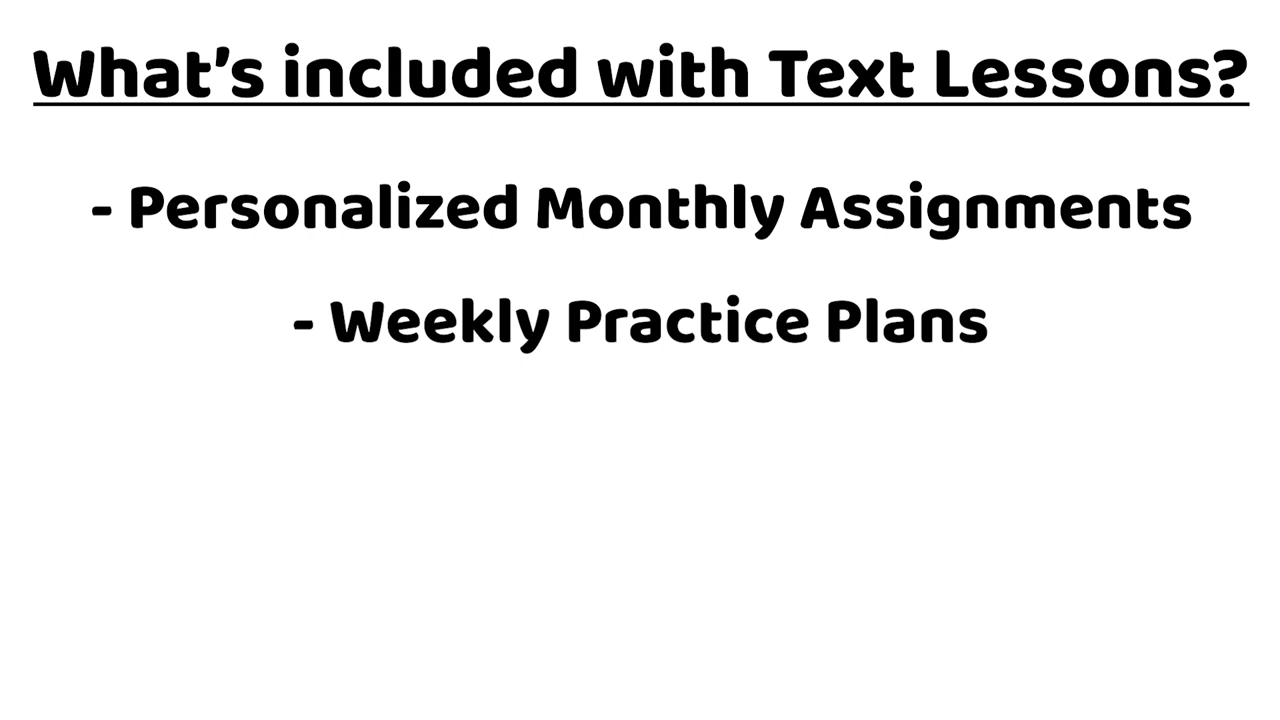 What's included with Text Lessons?
- Personalized Monthly Assignments
- Weekly Practice Plans